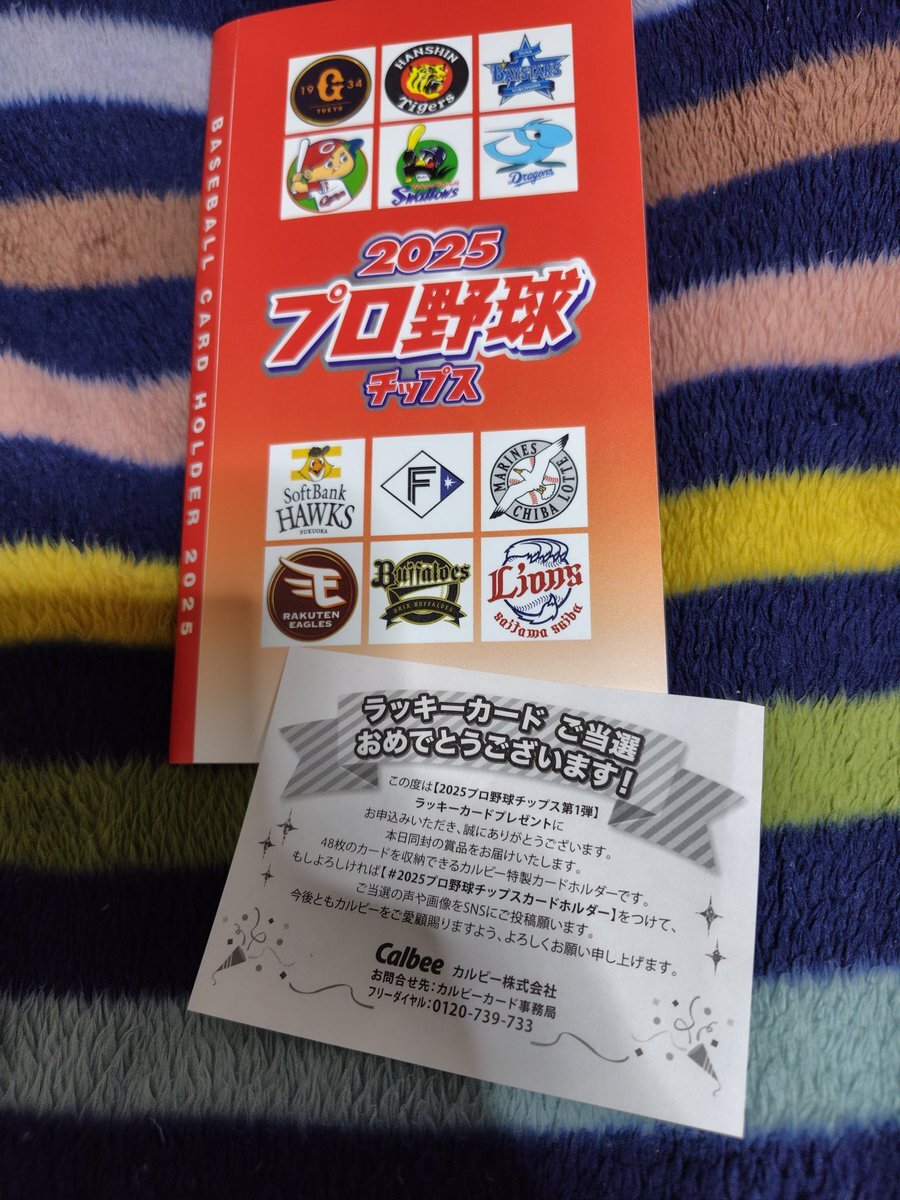 BASEBALL CARD HOLDER 2025
19 G 34
TOKYO
HANSHIN
Tigers
BAYSTARS
YOKOHAMA
Carp
Swallows
Dragons
2025
プロ野球
チップス
SoftBank
HAWKS
FUKUOKA
F
MARINES
CHIBA LOTTE
E
RAKUTEN
EAGLES
Buffaloes
ORIX BUFFALOES
Lions
saitama seibu
ラッキーカード ご当選
おめでとうございます!
この度は【2025プロ野球チップス第1弾】
ラッキーカードプレゼントに
お申込みいただき、誠にありがとうございます。
本日同封の賞品をお届けいたします。
48枚のカードを収納できるカルビー特製カードホルダーです。
もしよろしければ【#2025プロ野球チップスカードホルダー】をつけて、
ご当選の声や画像をSNSにご投稿願います。
今後ともカルビーをご愛顧賜りますよう、よろしくお願い申し上げます。
Calbee カルビー株式会社
お問合せ先:カルビーカード事務局
フリーダイヤル:0120-739-733